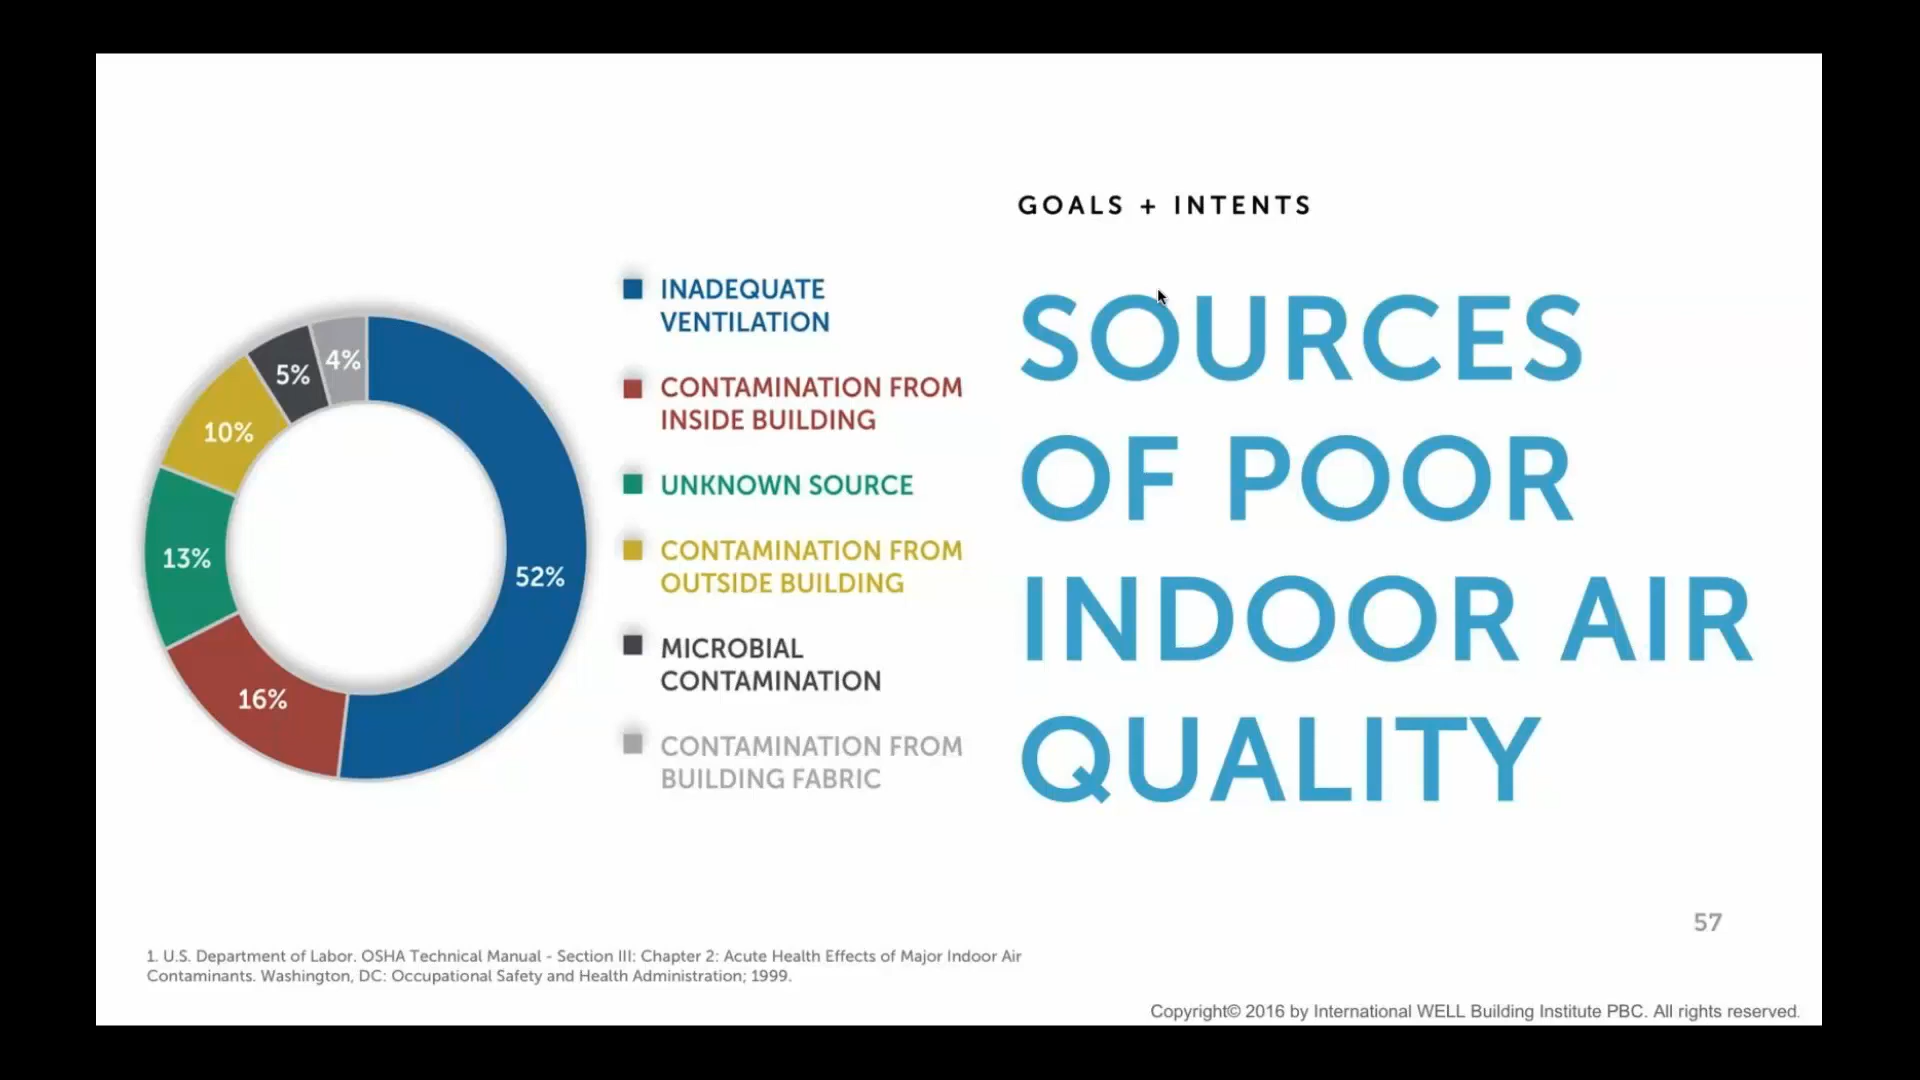 GOALS + INTENTS
SOURCES
OF POOR
INDOOR AIR
QUALITY
INADEQUATE
VENTILATION
CONTAMINATION FROM
INSIDE BUILDING
UNKNOWN SOURCE
CONTAMINATION FROM
OUTSIDE BUILDING
MICROBIAL
CONTAMINATION
CONTAMINATION FROM
BUILDING FABRIC
4%
5%
10%
13%
52%
16%
57
1. U.S. Department of Labor. OSHA Technical Manual - Section III: Chapter 2: Acute Health Effects of Major Indoor Air
Contaminants. Washington, DC: Occupational Safety and Health Administration; 1999.
Copyright© 2016 by International WELL Building Institute PBC. All rights reserved.